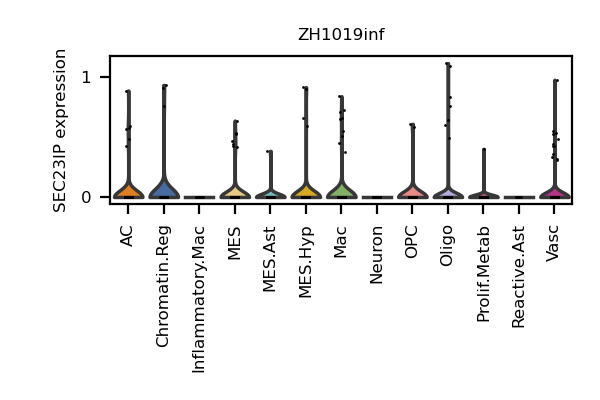 ZH1019inf
SEC23IP expression
1
0
AC
Chromatin.Reg
Inflammatory.Mac
MES
MES.Ast
MES.Hyp
Mac
Neuron
OPC
Oligo
Prolif.Metab
Reactive.Ast
Vasc